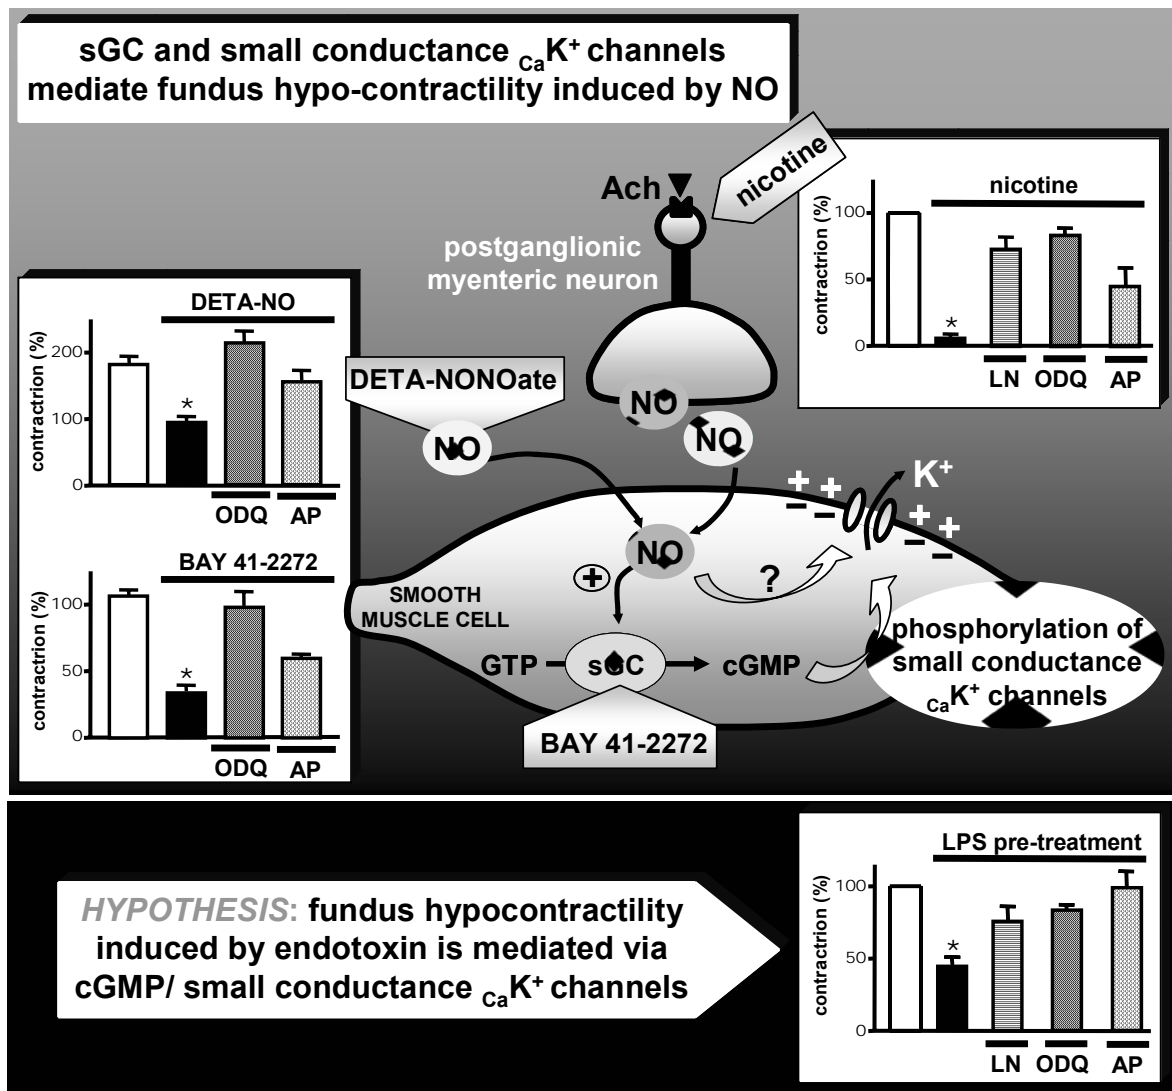 sGC and small conductance CaK+ channels
mediate fundus hypo-contractility induced by NO
nicotine
Ach
postganglionic
myenteric neuron
nicotine
contractrion (%)
100
50
0
*
LN ODQ AP
DETA-NO
contractrion (%)
200
100
0
*
ODQ AP
BAY 41-2272
contractrion (%)
100
50
0
*
ODQ AP
DETA-NONOate
NO
NO
NO
K+
+ +
+ +
NO
+
?
SMOOTH
MUSCLE CELL
GTP
sGC
cGMP
BAY 41-2272
phosphorylation of
small conductance
CaK+ channels
HYPOTHESIS: fundus hypocontractility
induced by endotoxin is mediated via
cGMP/ small conductance CaK+ channels
LPS pre-treatment
contractrion (%)
100
50
0
*
LN ODQ AP